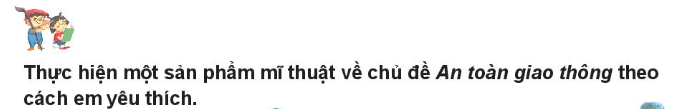 Thực hiện một sản phẩm mĩ thuật về chủ đề An toàn giao thông theo
cách em yêu thích.